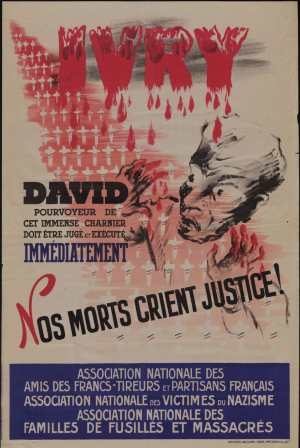 IVRY
DAVID
POURVOYEUR DE
CET IMMENSE CHARNIER
DOIT ÊTRE JUGÉ ET EXÉCUTÉ
IMMÉDIATEMENT
NOS MORTS CRIENT JUSTICE!
ASSOCIATION NATIONALE DES
AMIS DES FRANCS-TIREURS ET PARTISANS FRANÇAIS
ASSOCIATION NATIONALE DES VICTIMES DU NAZISME
ASSOCIATION NATIONALE DES
FAMILLES DE FUSILLÉS ET MASSACRÉS